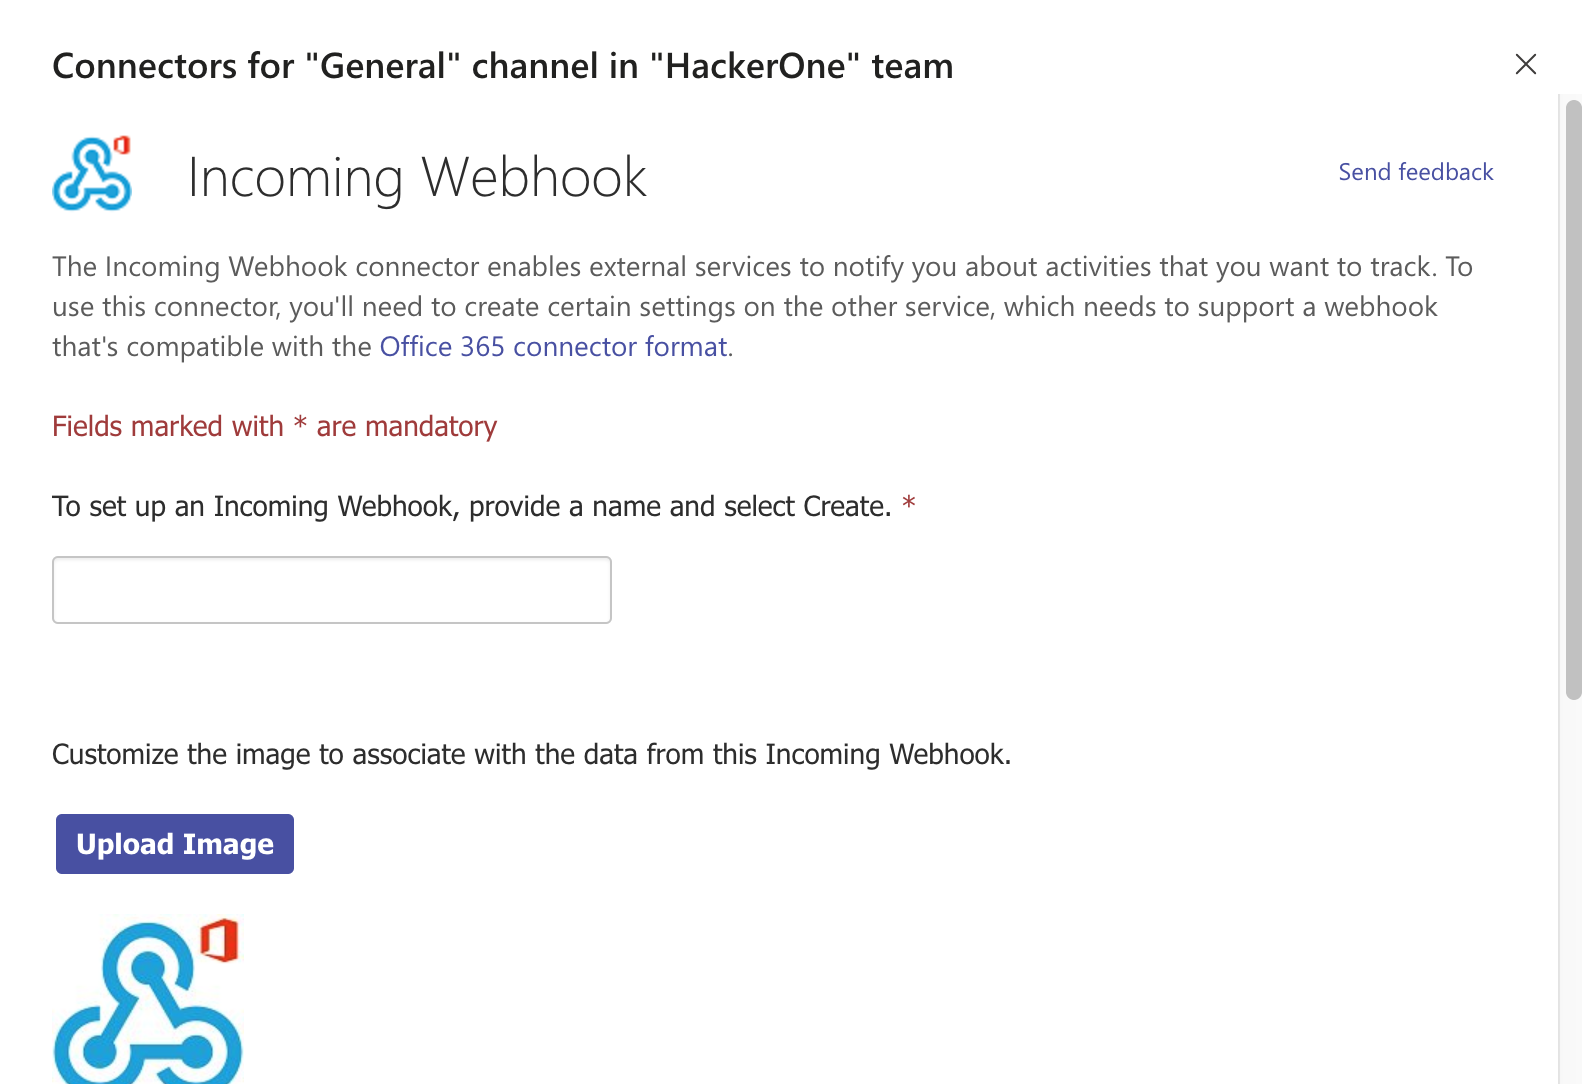 Connectors for "General" channel in "HackerOne" team
Incoming Webhook
Send feedback
The Incoming Webhook connector enables external services to notify you about activities that you want to track. To
use this connector, you'll need to create certain settings on the other service, which needs to support a webhook
that's compatible with the Office 365 connector format.
Fields marked with * are mandatory
To set up an Incoming Webhook, provide a name and select Create. *
Customize the image to associate with the data from this Incoming Webhook.
Upload Image